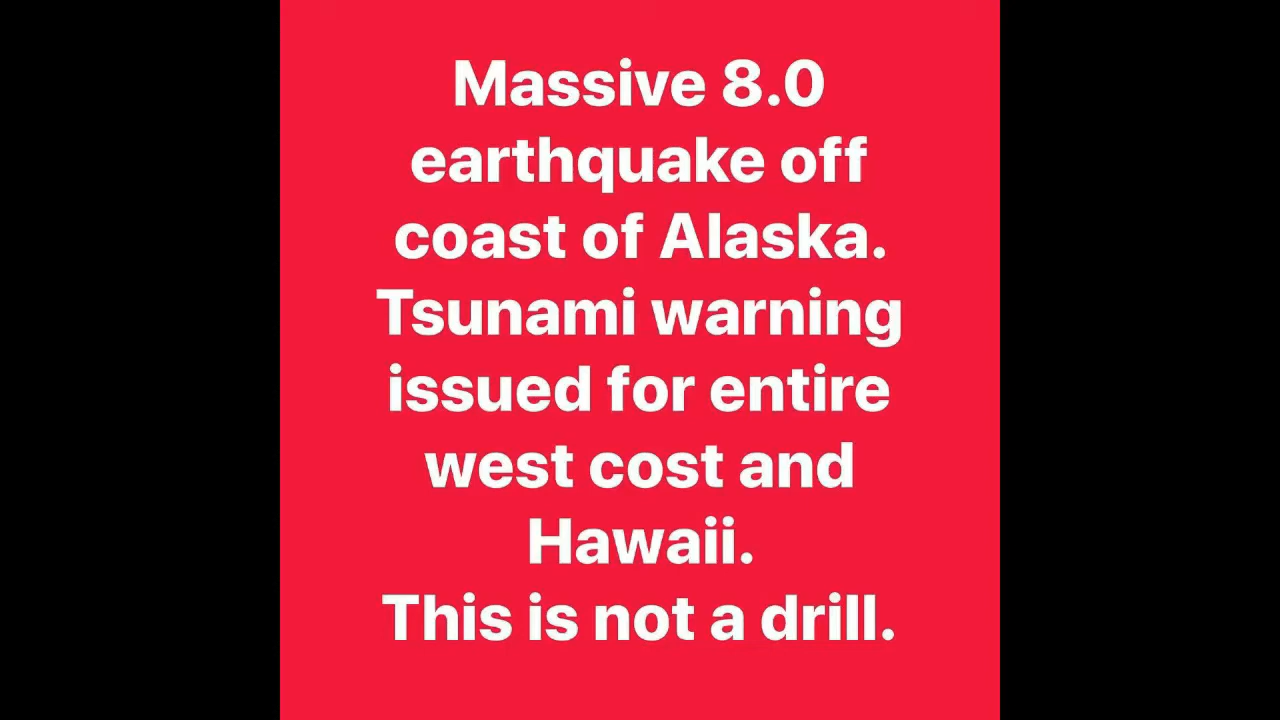 Massive 8.0
earthquake off
coast of Alaska.
Tsunami warning
issued for entire
west cost and
Hawaii.
This is not a drill.